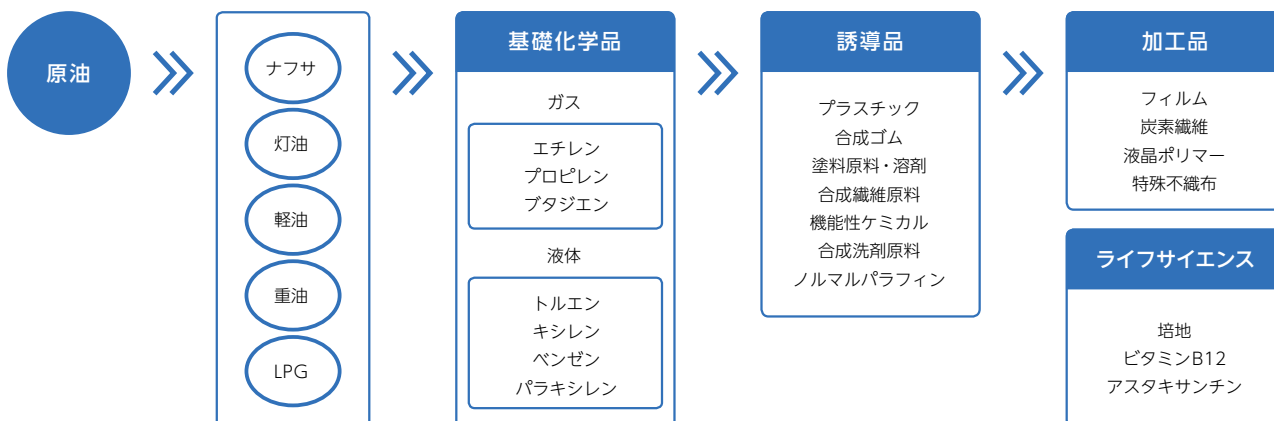 原油
ナフサ
灯油
軽油
重油
LPG
基礎化学品
ガス
エチレン
プロピレン
ブタジエン
液体
トルエン
キシレン
ベンゼン
パラキシレン
誘導品
プラスチック
合成ゴム
塗料原料・溶剤
合成繊維原料
機能性ケミカル
合成洗剤原料
ノルマルパラフィン
加工品
フィルム
炭素繊維
液晶ポリマー
特殊不織布
ライフサイエンス
培地
ビタミンB12
アスタキサンチン